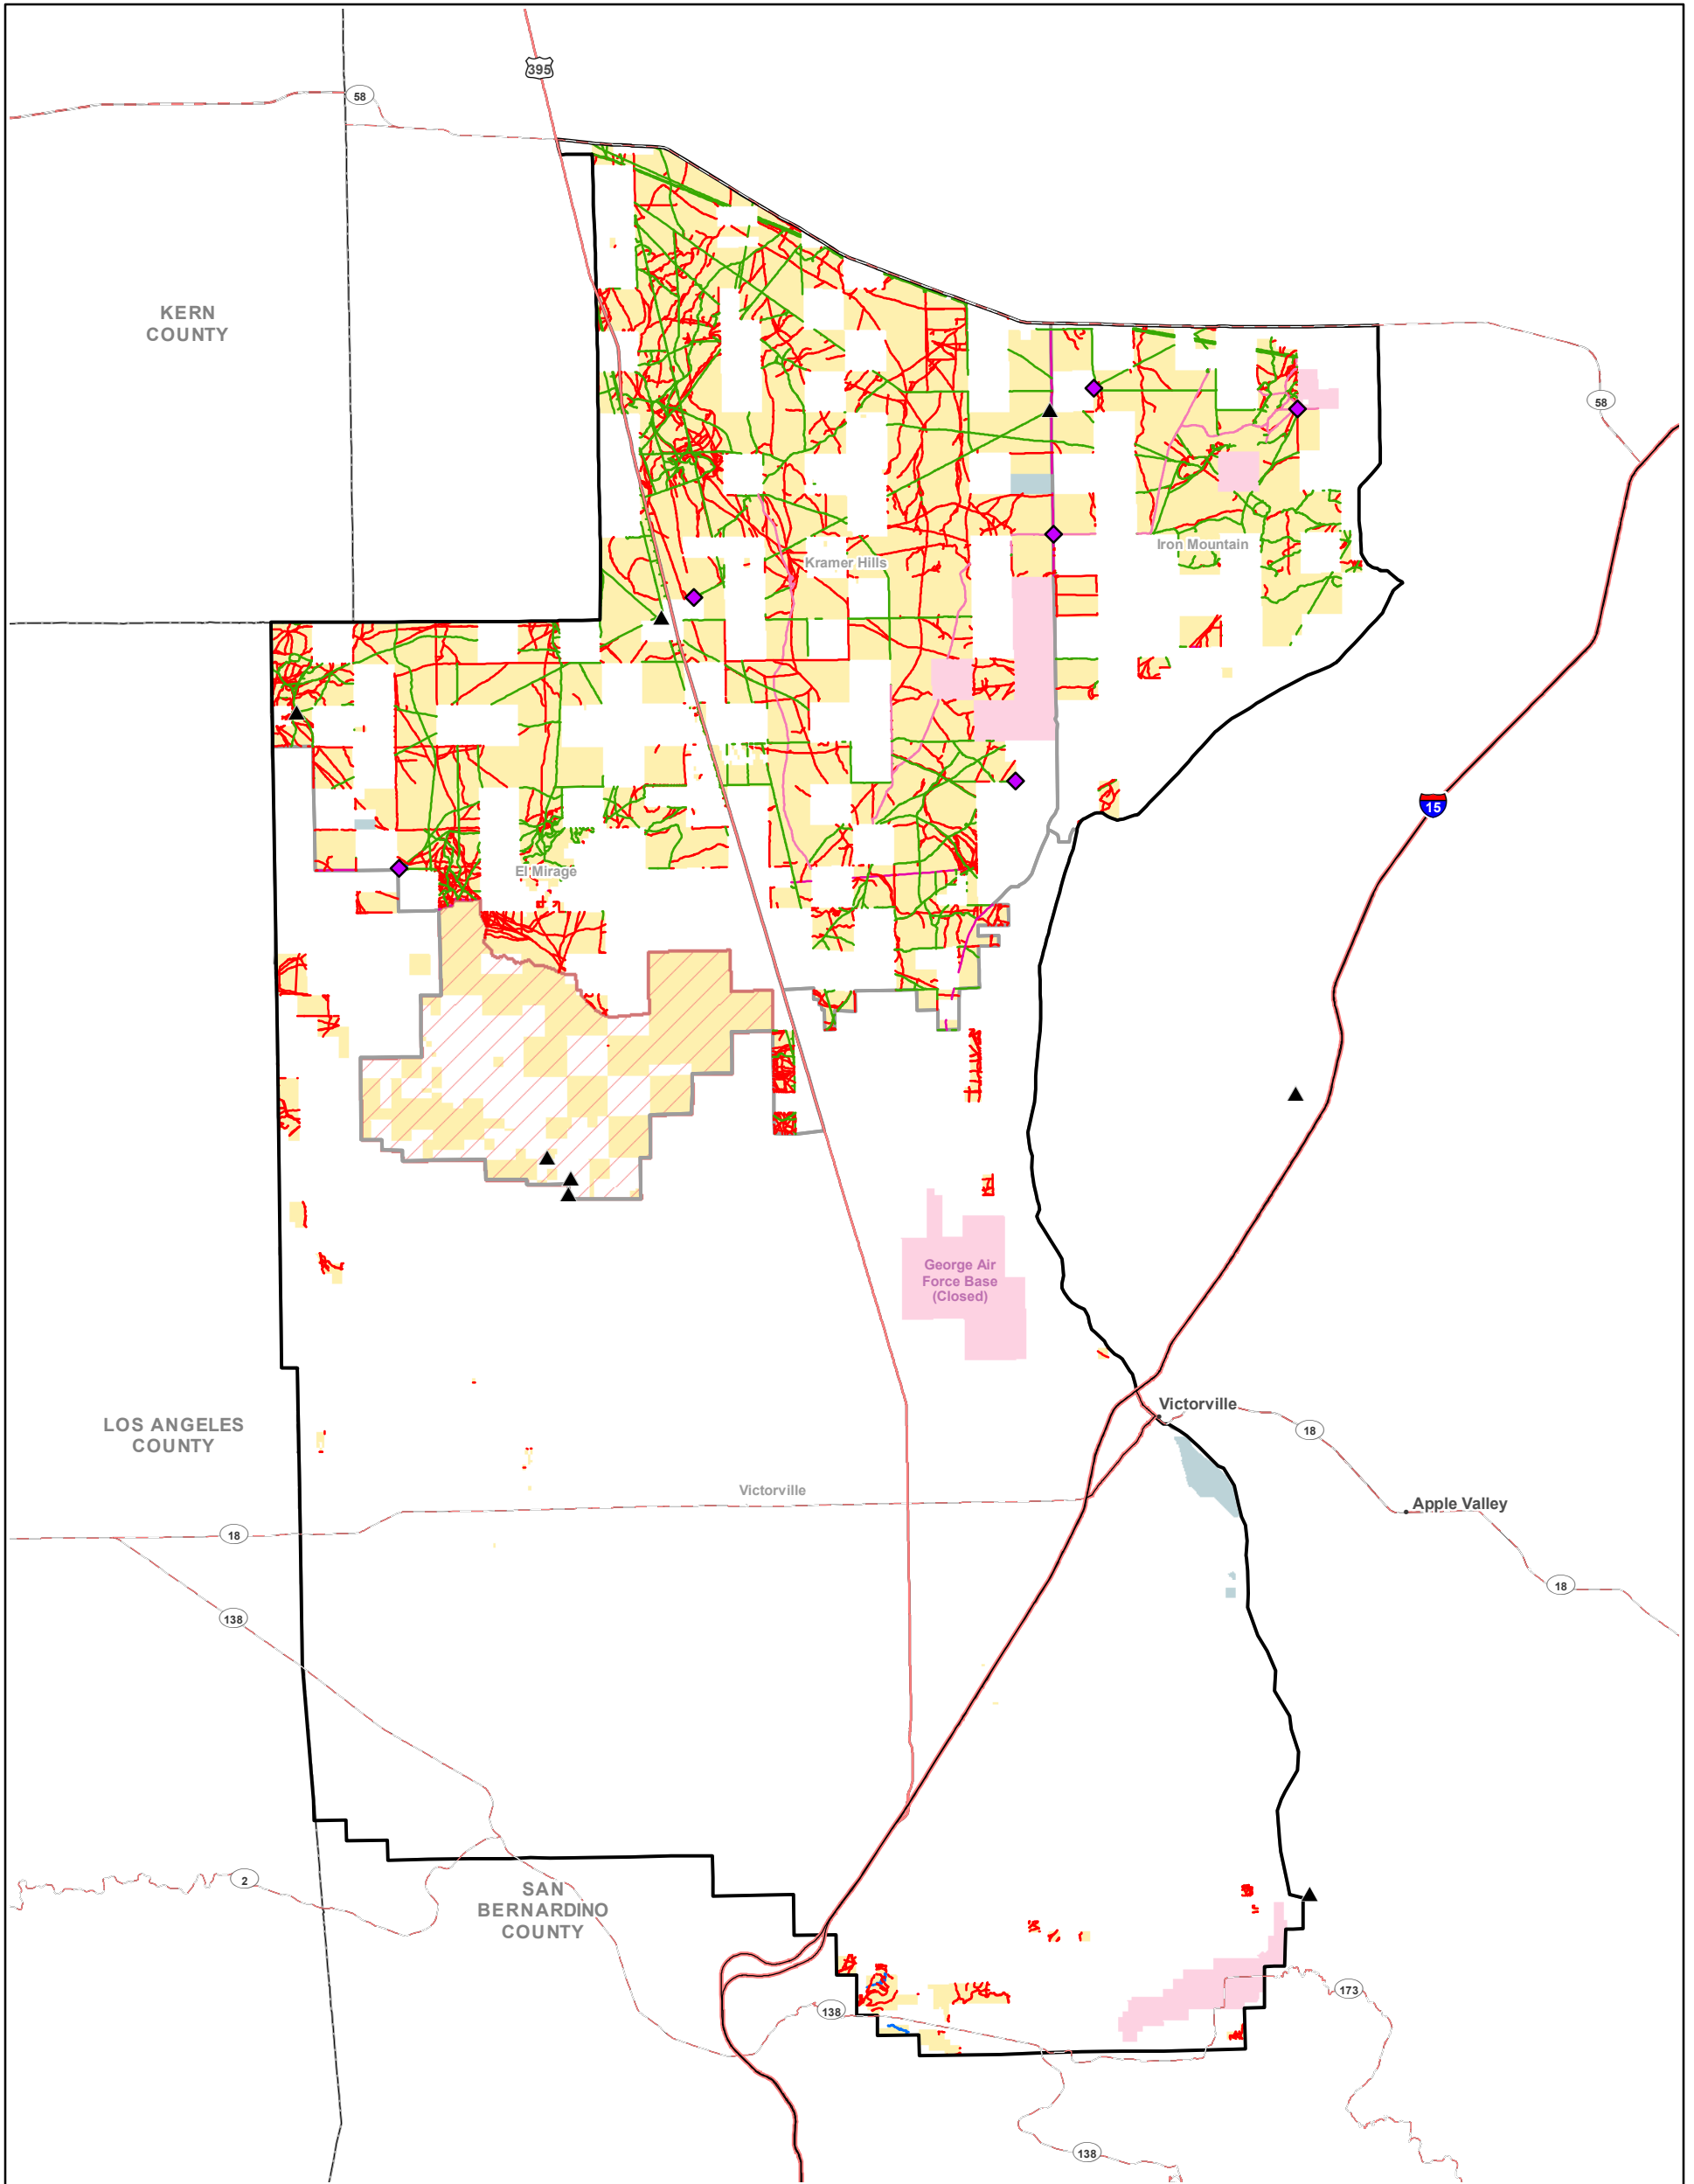 395
58
KERN
COUNTY
58
Iron Mountain
Kramer Hills
15
El Mirage
George Air
Force Base
(Closed)
Victorville
LOS ANGELES
COUNTY
18
Victorville
Apple Valley
18
18
138
2
SAN
BERNARDINO
COUNTY
173
138
138